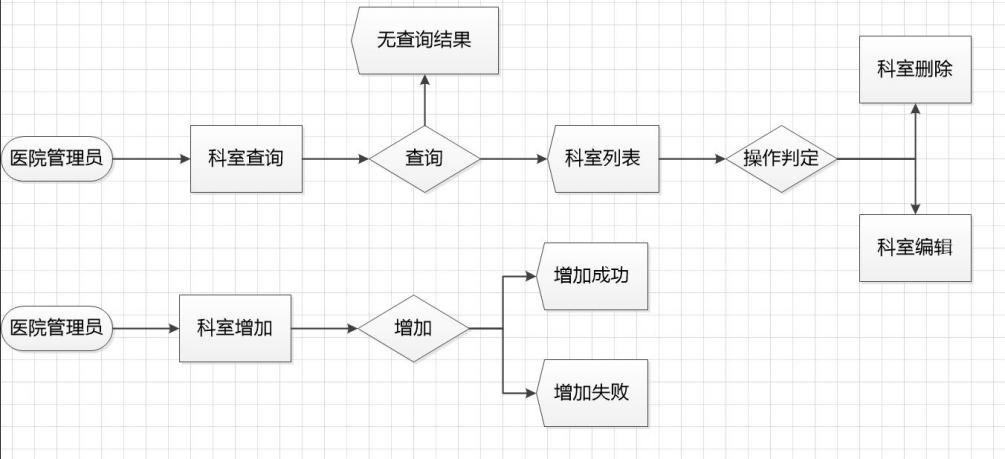 无查询结果
科室删除
医院管理员
科室查询
查询
科室列表
操作判定
科室编辑
增加成功
医院管理员
科室增加
增加
增加失败